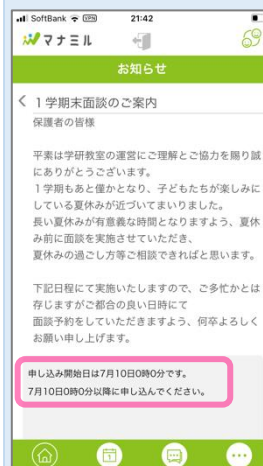 SoftBank VPN 21:42
マナミル
お知らせ
１学期末面談のご案内
保護者の皆様
平素は学研教室の運営にご理解とご協力を賜り誠
にありがとうございます。
１学期もあと僅かとなり、子どもたちが楽しみに
している夏休みが近づいてまいりました。
長い夏休みが有意義な時間となりますよう、夏休
み前に面談を実施させていただき、
夏休みの過ごし方等ご相談できればと思います。
下記日程にて実施いたしますので、ご多忙かとは
存じますがご都合の良い日時にて
面談予約をしていただきますよう、何卒よろしく
お願い申し上げます。
申し込み開始日は7月10日0時0分です。
7月10日0時0分以降に申し込んでください。